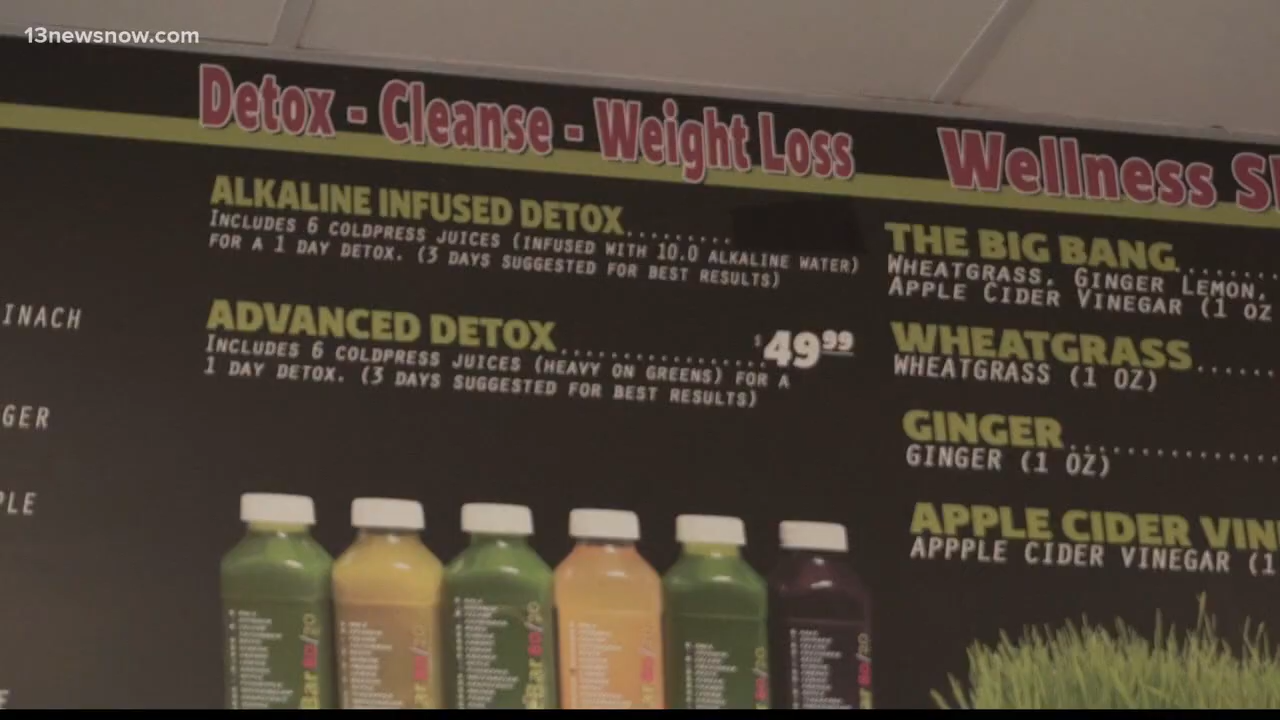 13newsnow.com
Detox - Cleanse - Weight Loss
ALKALINE INFUSED DETOX.........
INCLUDES 6 COLDPRESS JUICES (INFUSED WITH 10.0 ALKALINE WATER)
FOR A 1 DAY DETOX. (3 DAYS SUGGESTED FOR BEST RESULTS)
ADVANCED DETOX................. $49.99
INCLUDES 6 COLDPRESS JUICES (HEAVY ON GREENS) FOR A
1 DAY DETOX. (3 DAYS SUGGESTED FOR BEST RESULTS)
Wellness
THE BIG BANG........
WHEATGRASS, GINGER LEMON,
APPLE CIDER VINEGAR (1 OZ
WHEATGRASS.......
WHEATGRASS (1 OZ)
GINGER................
GINGER (1 OZ)
APPLE CIDER VIN
APPPLE CIDER VINEGAR (1
INACH
GER
PLE
Bar 80/20